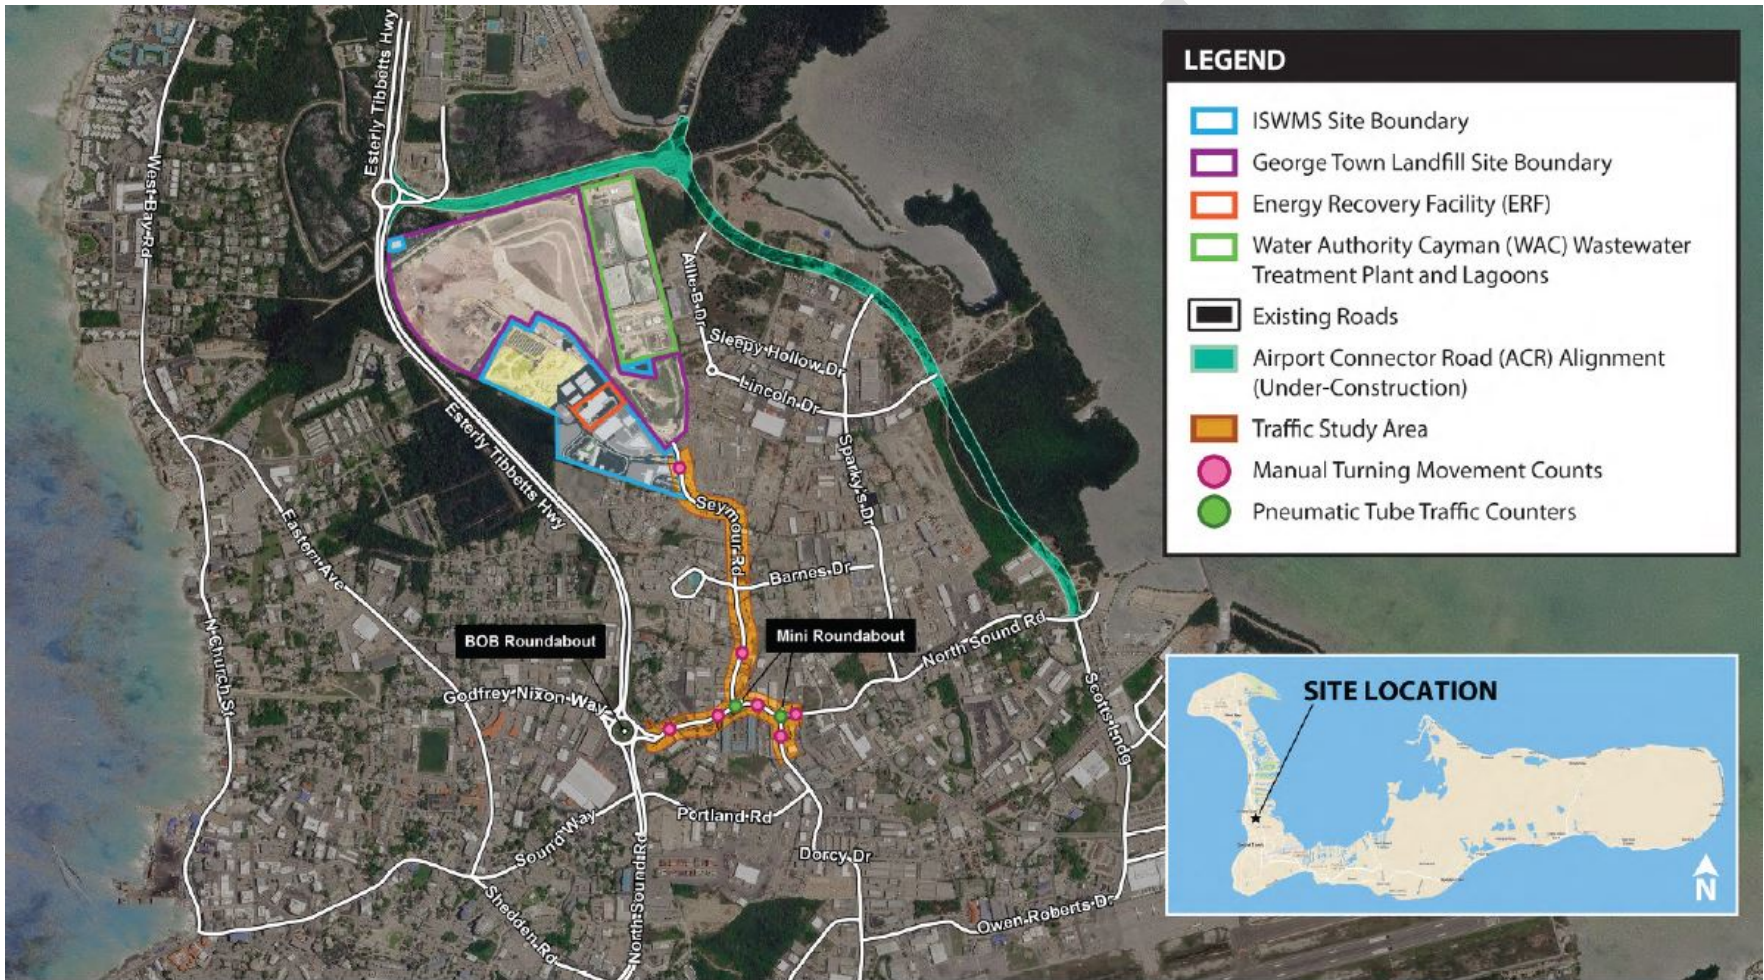 LEGEND
ISWMS Site Boundary
George Town Landfill Site Boundary
Energy Recovery Facility (ERF)
Water Authority Cayman (WAC) Wastewater
Treatment Plant and Lagoons
Existing Roads
Airport Connector Road (ACR) Alignment
(Under-Construction)
Traffic Study Area
Manual Turning Movement Counts
Pneumatic Tube Traffic Counters
Esterly Tibbetts Hwy
West Bay Rd
Allie B Dr
Sleepy Hollow Dr
Lincoln Dr
Esterly Tibbetts Hwy
Sparky's Dr
Seymour Rd
Eastern Ave
Barnes Dr
BOB Roundabout
Mini Roundabout
North Sound Rd
N Church St
Godfrey Nixon Way
Scotts Lndg
Portland Rd
Sound Way
Dorcy Dr
Shedden Rd
North Sound Rd
Owen Roberts Dr
SITE LOCATION
N